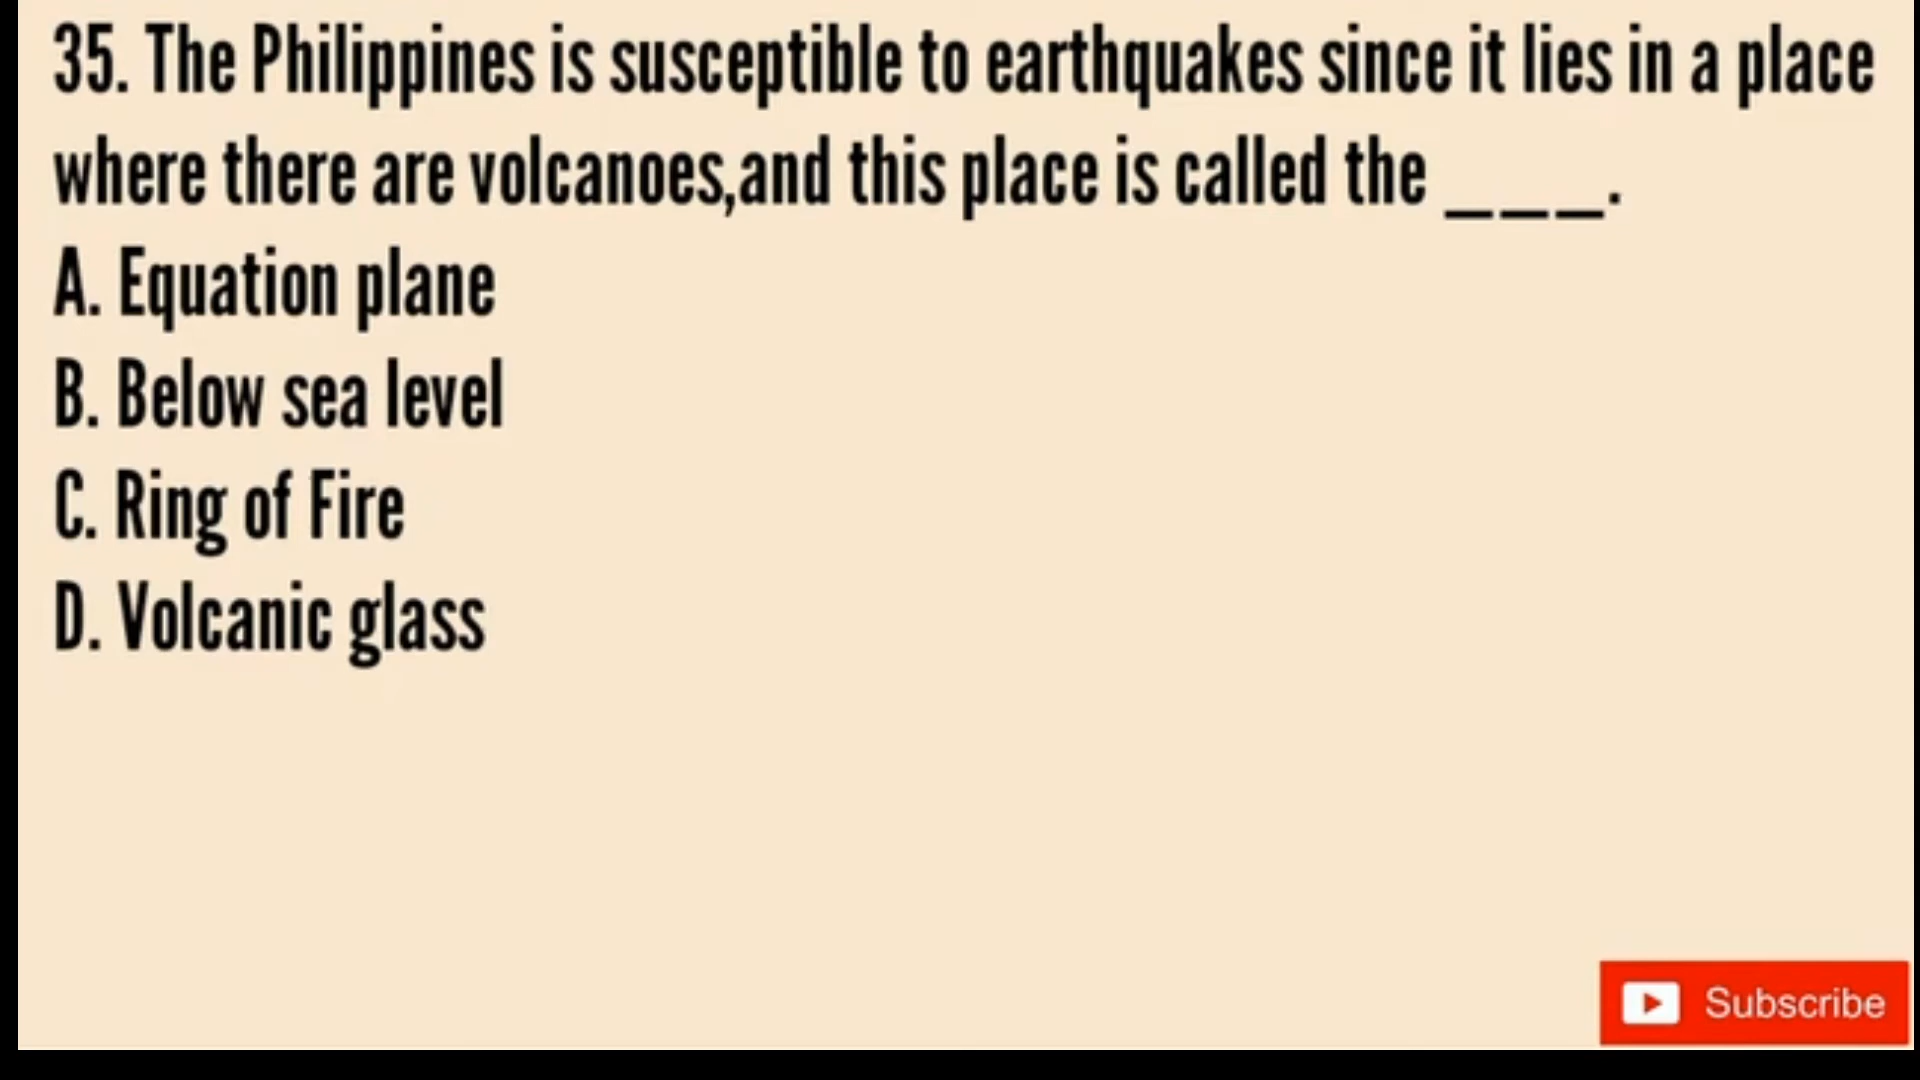 35. The Philippines is susceptible to earthquakes since it lies in a place
where there are volcanoes,and this place is called the _ _ _.
A. Equation plane
B. Below sea level
C. Ring of Fire
D. Volcanic glass
Subscribe